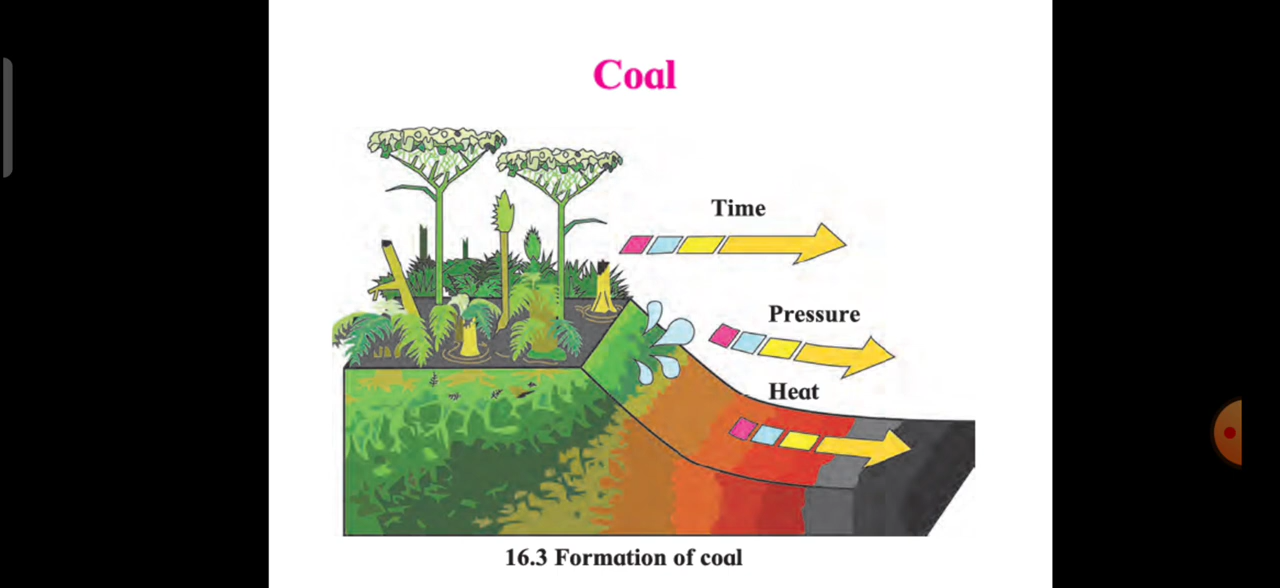 Coal
Time
Pressure
Heat
16.3 Formation of coal